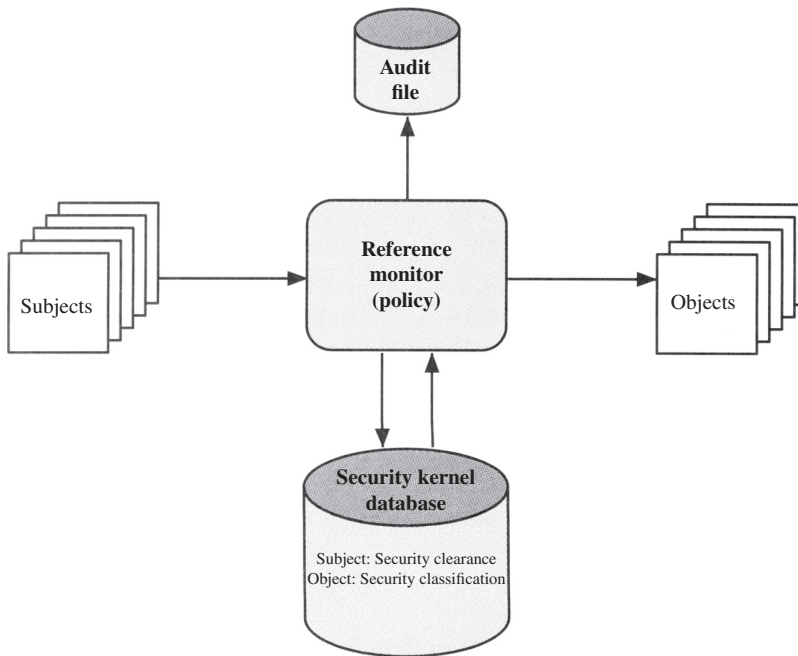 Audit
file
Reference
monitor
(policy)
Subjects
Objects
Security kernel
database
Subject: Security clearance
Object: Security classification